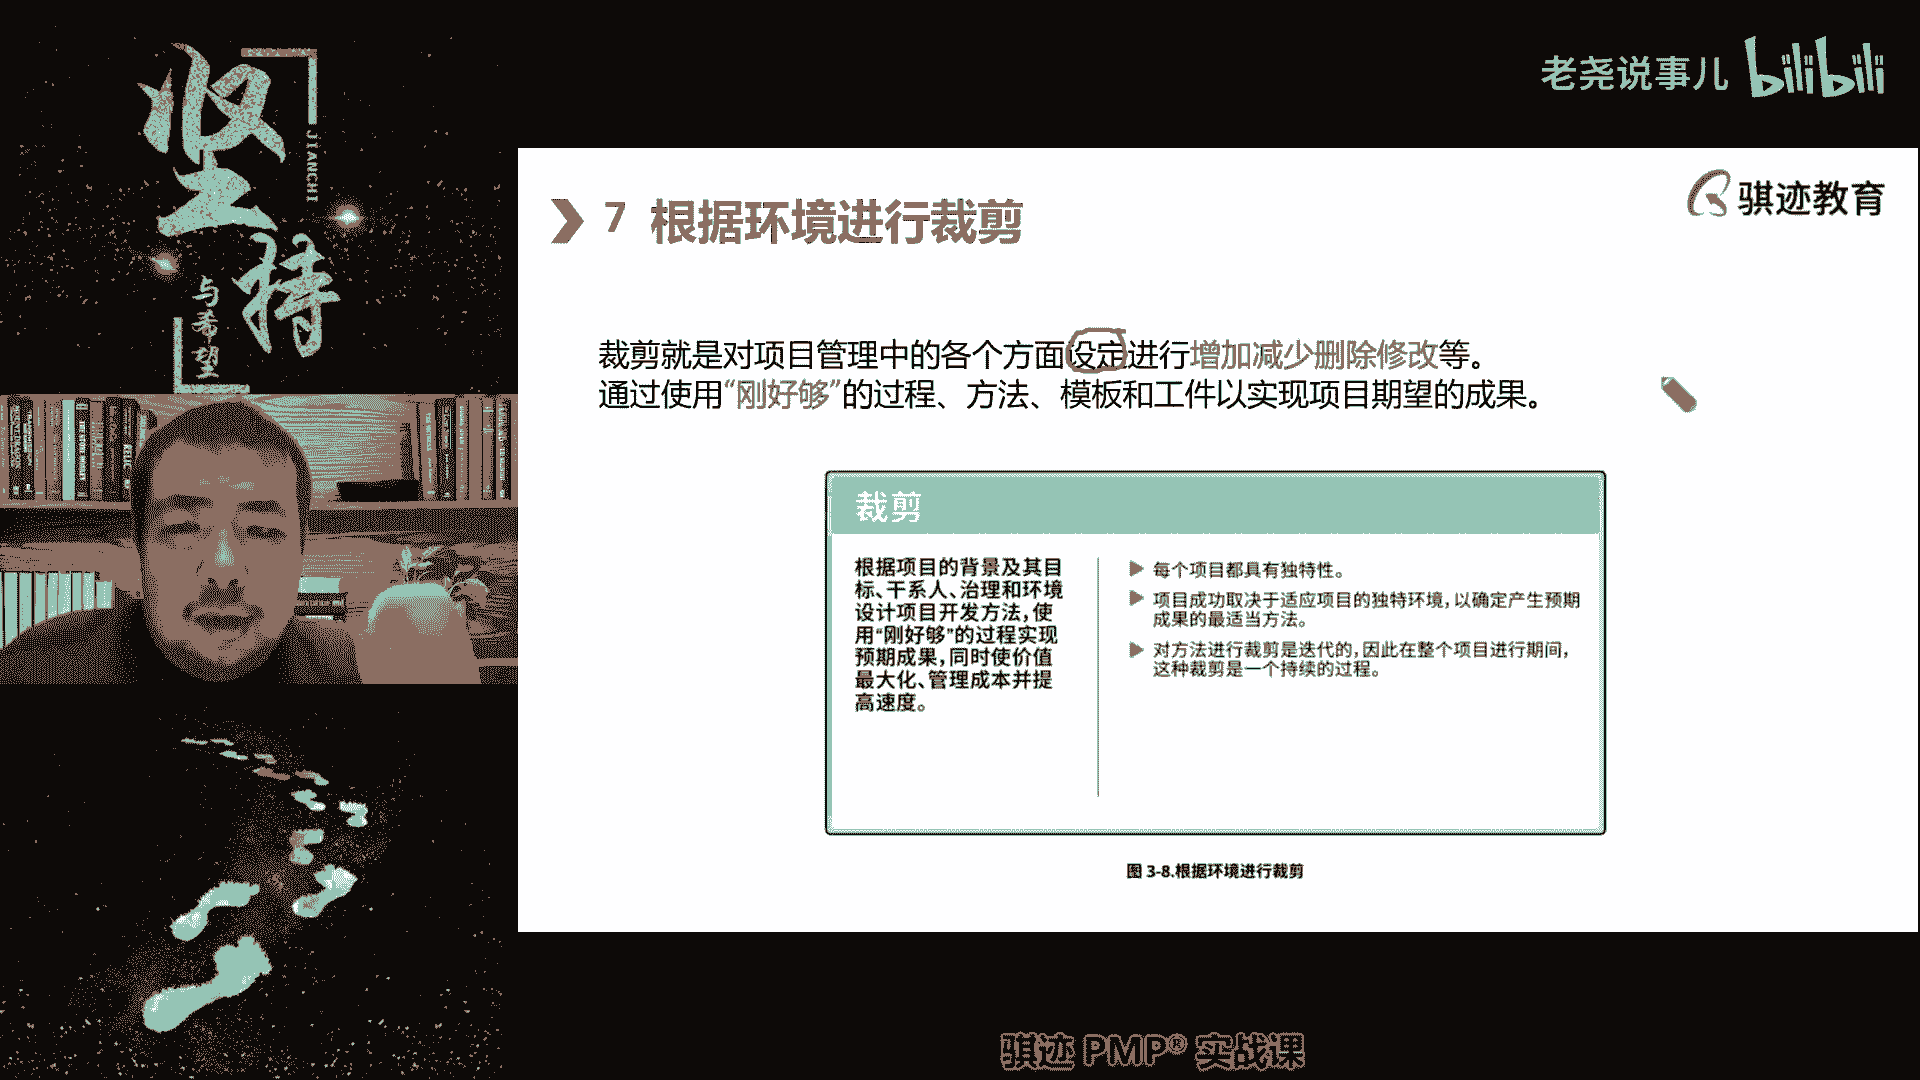 坚持
JIANCHI
与希望
老尧说事儿 bilibili
骐迹教育
7 根据环境进行裁剪
裁剪就是对项目管理中的各个方面设定进行增加减少删除修改等。
通过使用“刚好够”的过程、方法、模板和工件以实现项目期望的成果。
裁剪
根据项目的背景及其目
标、干系人、治理和环境
设计项目开发方法，使
用“刚好够”的过程实现
预期成果，同时使价值
最大化、管理成本并提
高速度。
每个项目都具有独特性。
项目成功取决于适应项目的独特环境，以确定产生预期
成果的最适当方法。
对方法进行裁剪是迭代的，因此在整个项目进行期间，
这种裁剪是一个持续的过程。
图 3-8.根据环境进行裁剪
骐迹 PMP® 实战课